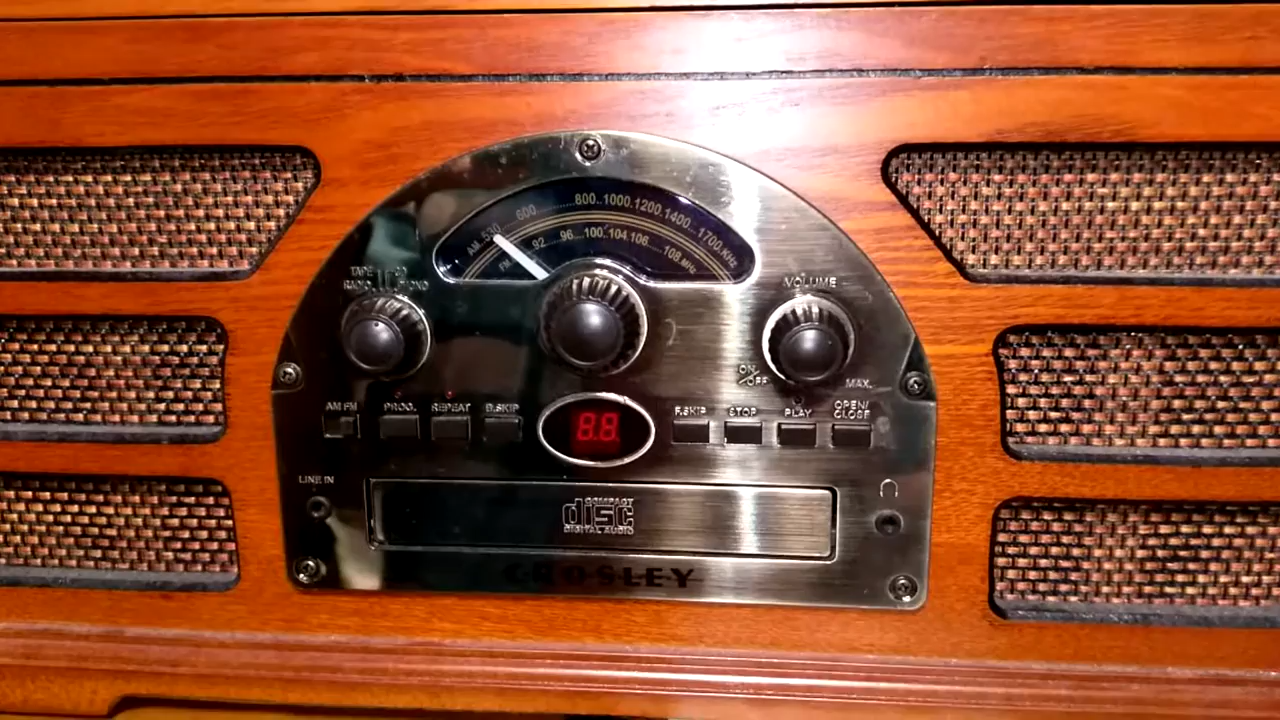 800..1000.1200.1400..1700.KHz
AM..530....600
FM 92 96...100.104.106...108.MHz
TAPE CD
RADIO PHONO
VOLUME
ON/OFF MAX.
AM FM PROG. REPEAT B.SKIP
88
F.SKIP STOP PLAY OPEN/CLOSE
LINE IN
COMPACT
disc
DIGITAL AUDIO
CROSLEY